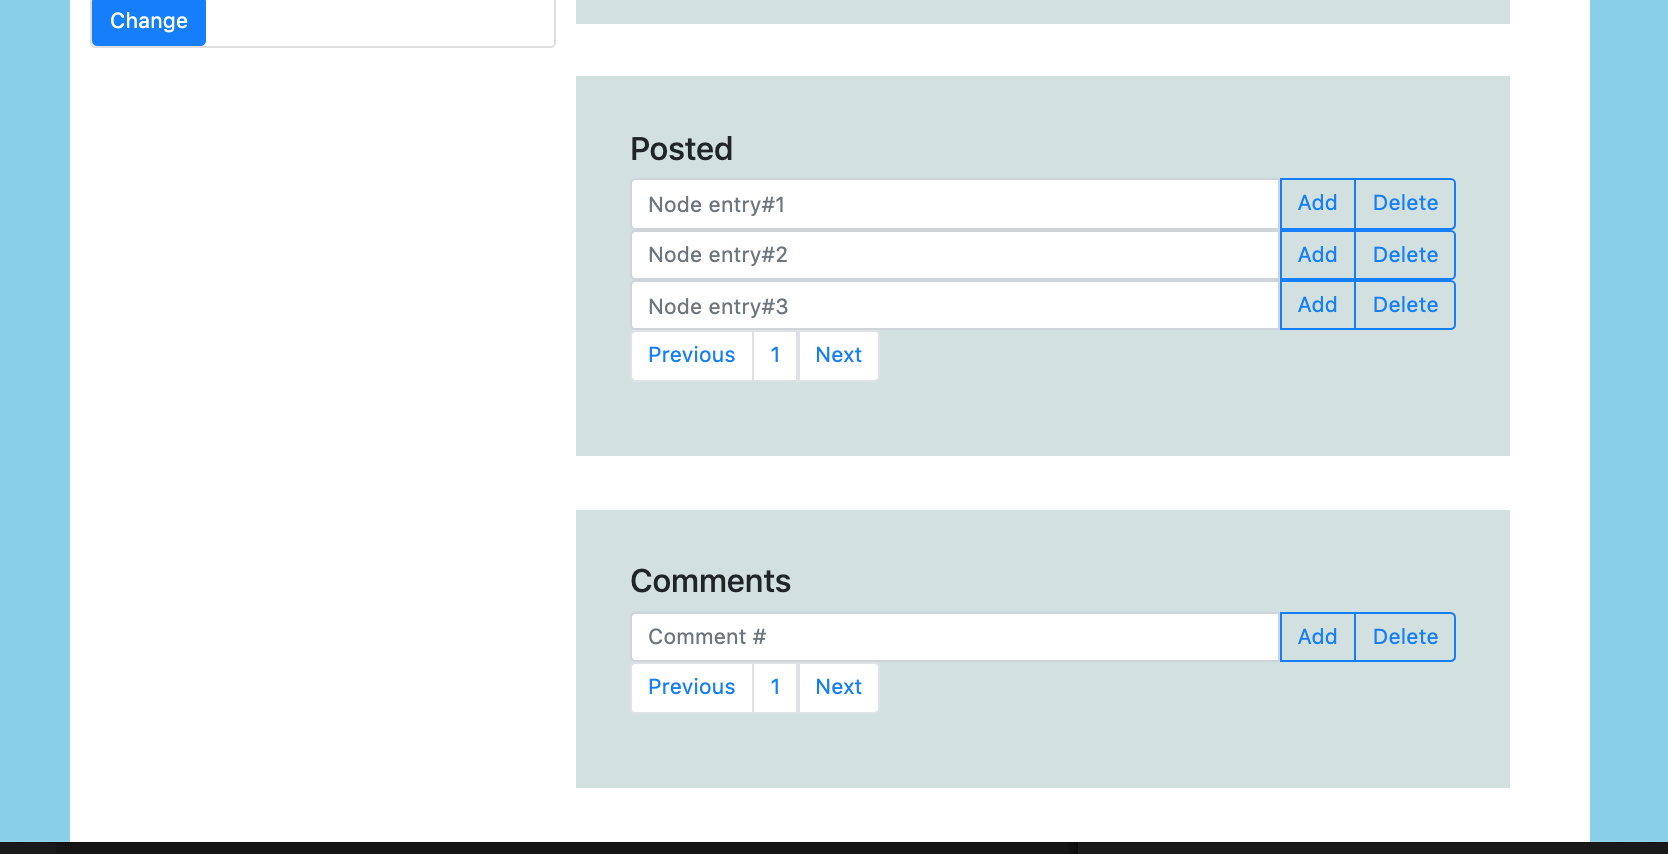 Change
Posted
Node entry#1 Add Delete
Node entry#2 Add Delete
Node entry#3 Add Delete
Previous 1 Next
Comments
Comment # Add Delete
Previous 1 Next